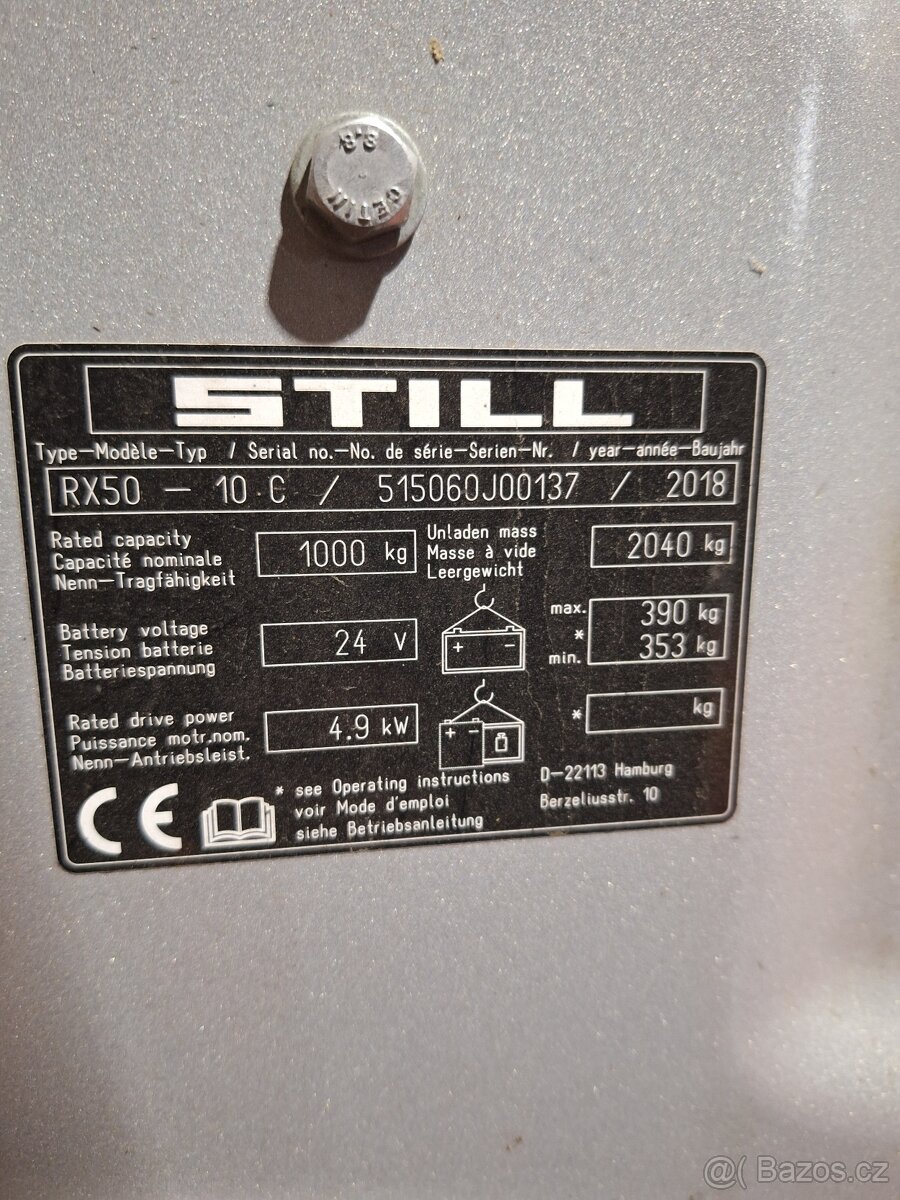 8.8
CETIN
STILL
Type—Modèle—Typ / Serial no.—No. de série—Serien—Nr. / year—année—Baujahr
RX50 — 10 C / 515060J00137 / 2018
Rated capacity
Capacité nominale
Nenn—Tragfähigkeit
1000 kg
Unladen mass
Masse à vide
Leergewicht
2040 kg
Battery voltage
Tension batterie
Batteriespannung
24 V
+ −
max. 390 kg
*
min. 353 kg
Rated drive power
Puissance motr.nom.
Nenn—Antriebsleist.
4.9 kW
+ −
* kg
CE
* see Operating instructions
voir Mode d'emploi
siehe Betriebsanleitung
D—22113 Hamburg
Berzeliusstr. 10
@( Bazos.cz